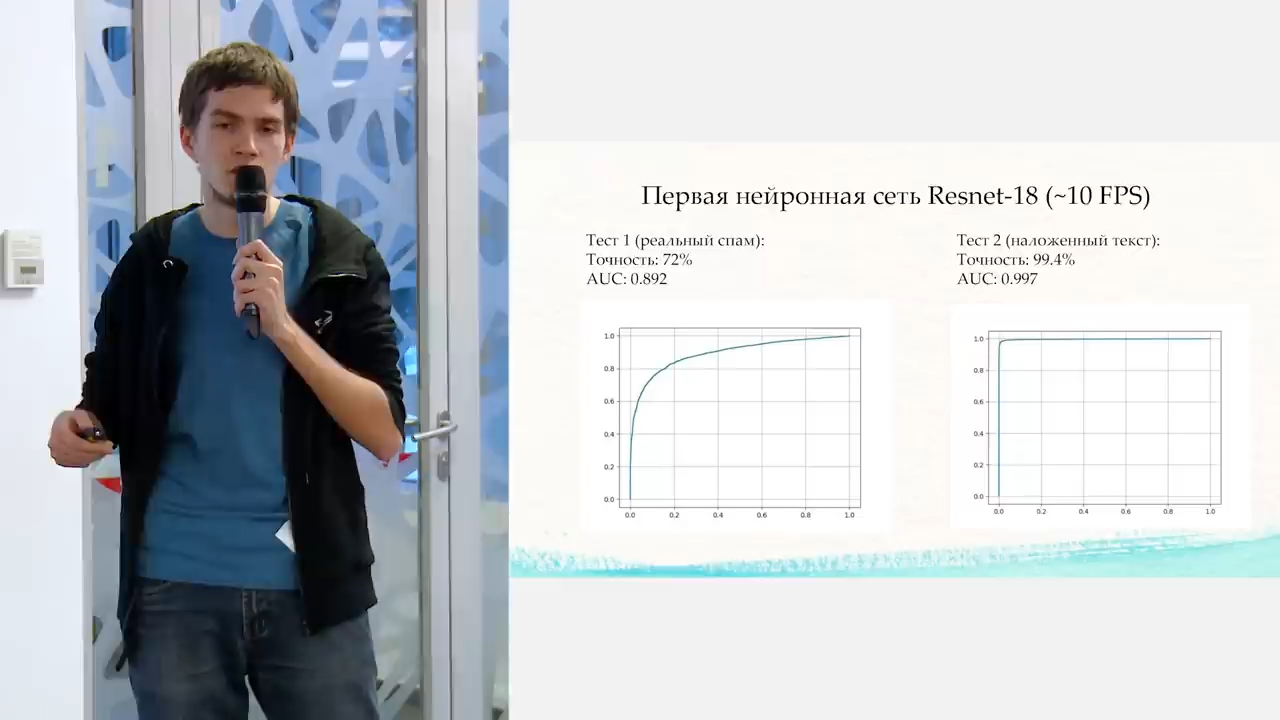 Первая нейронная сеть Resnet-18 (~10 FPS)
Тест 1 (реальный спам):
Точность: 72%
AUC: 0.892
Тест 2 (наложенный текст):
Точность: 99.4%
AUC: 0.997
1.0
0.8
0.6
0.4
0.2
0.0
0.0 0.2 0.4 0.6 0.8 1.0
1.0
0.8
0.6
0.4
0.2
0.0
0.0 0.2 0.4 0.6 0.8 1.0